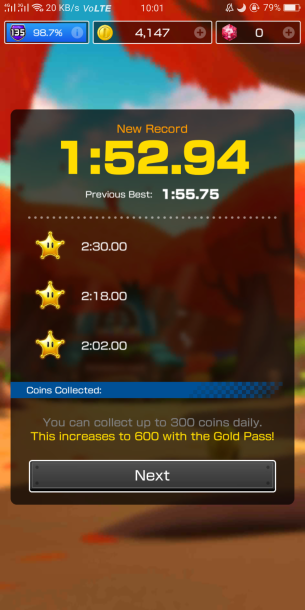 20 KB/s VoLTE 10:01 79%
135 98.7% i 4,147 + 0 +
New Record
1:52.94
Previous Best: 1:55.75
2:30.00
2:18.00
2:02.00
Coins Collected:
You can collect up to 300 coins daily.
This increases to 600 with the Gold Pass!
Next